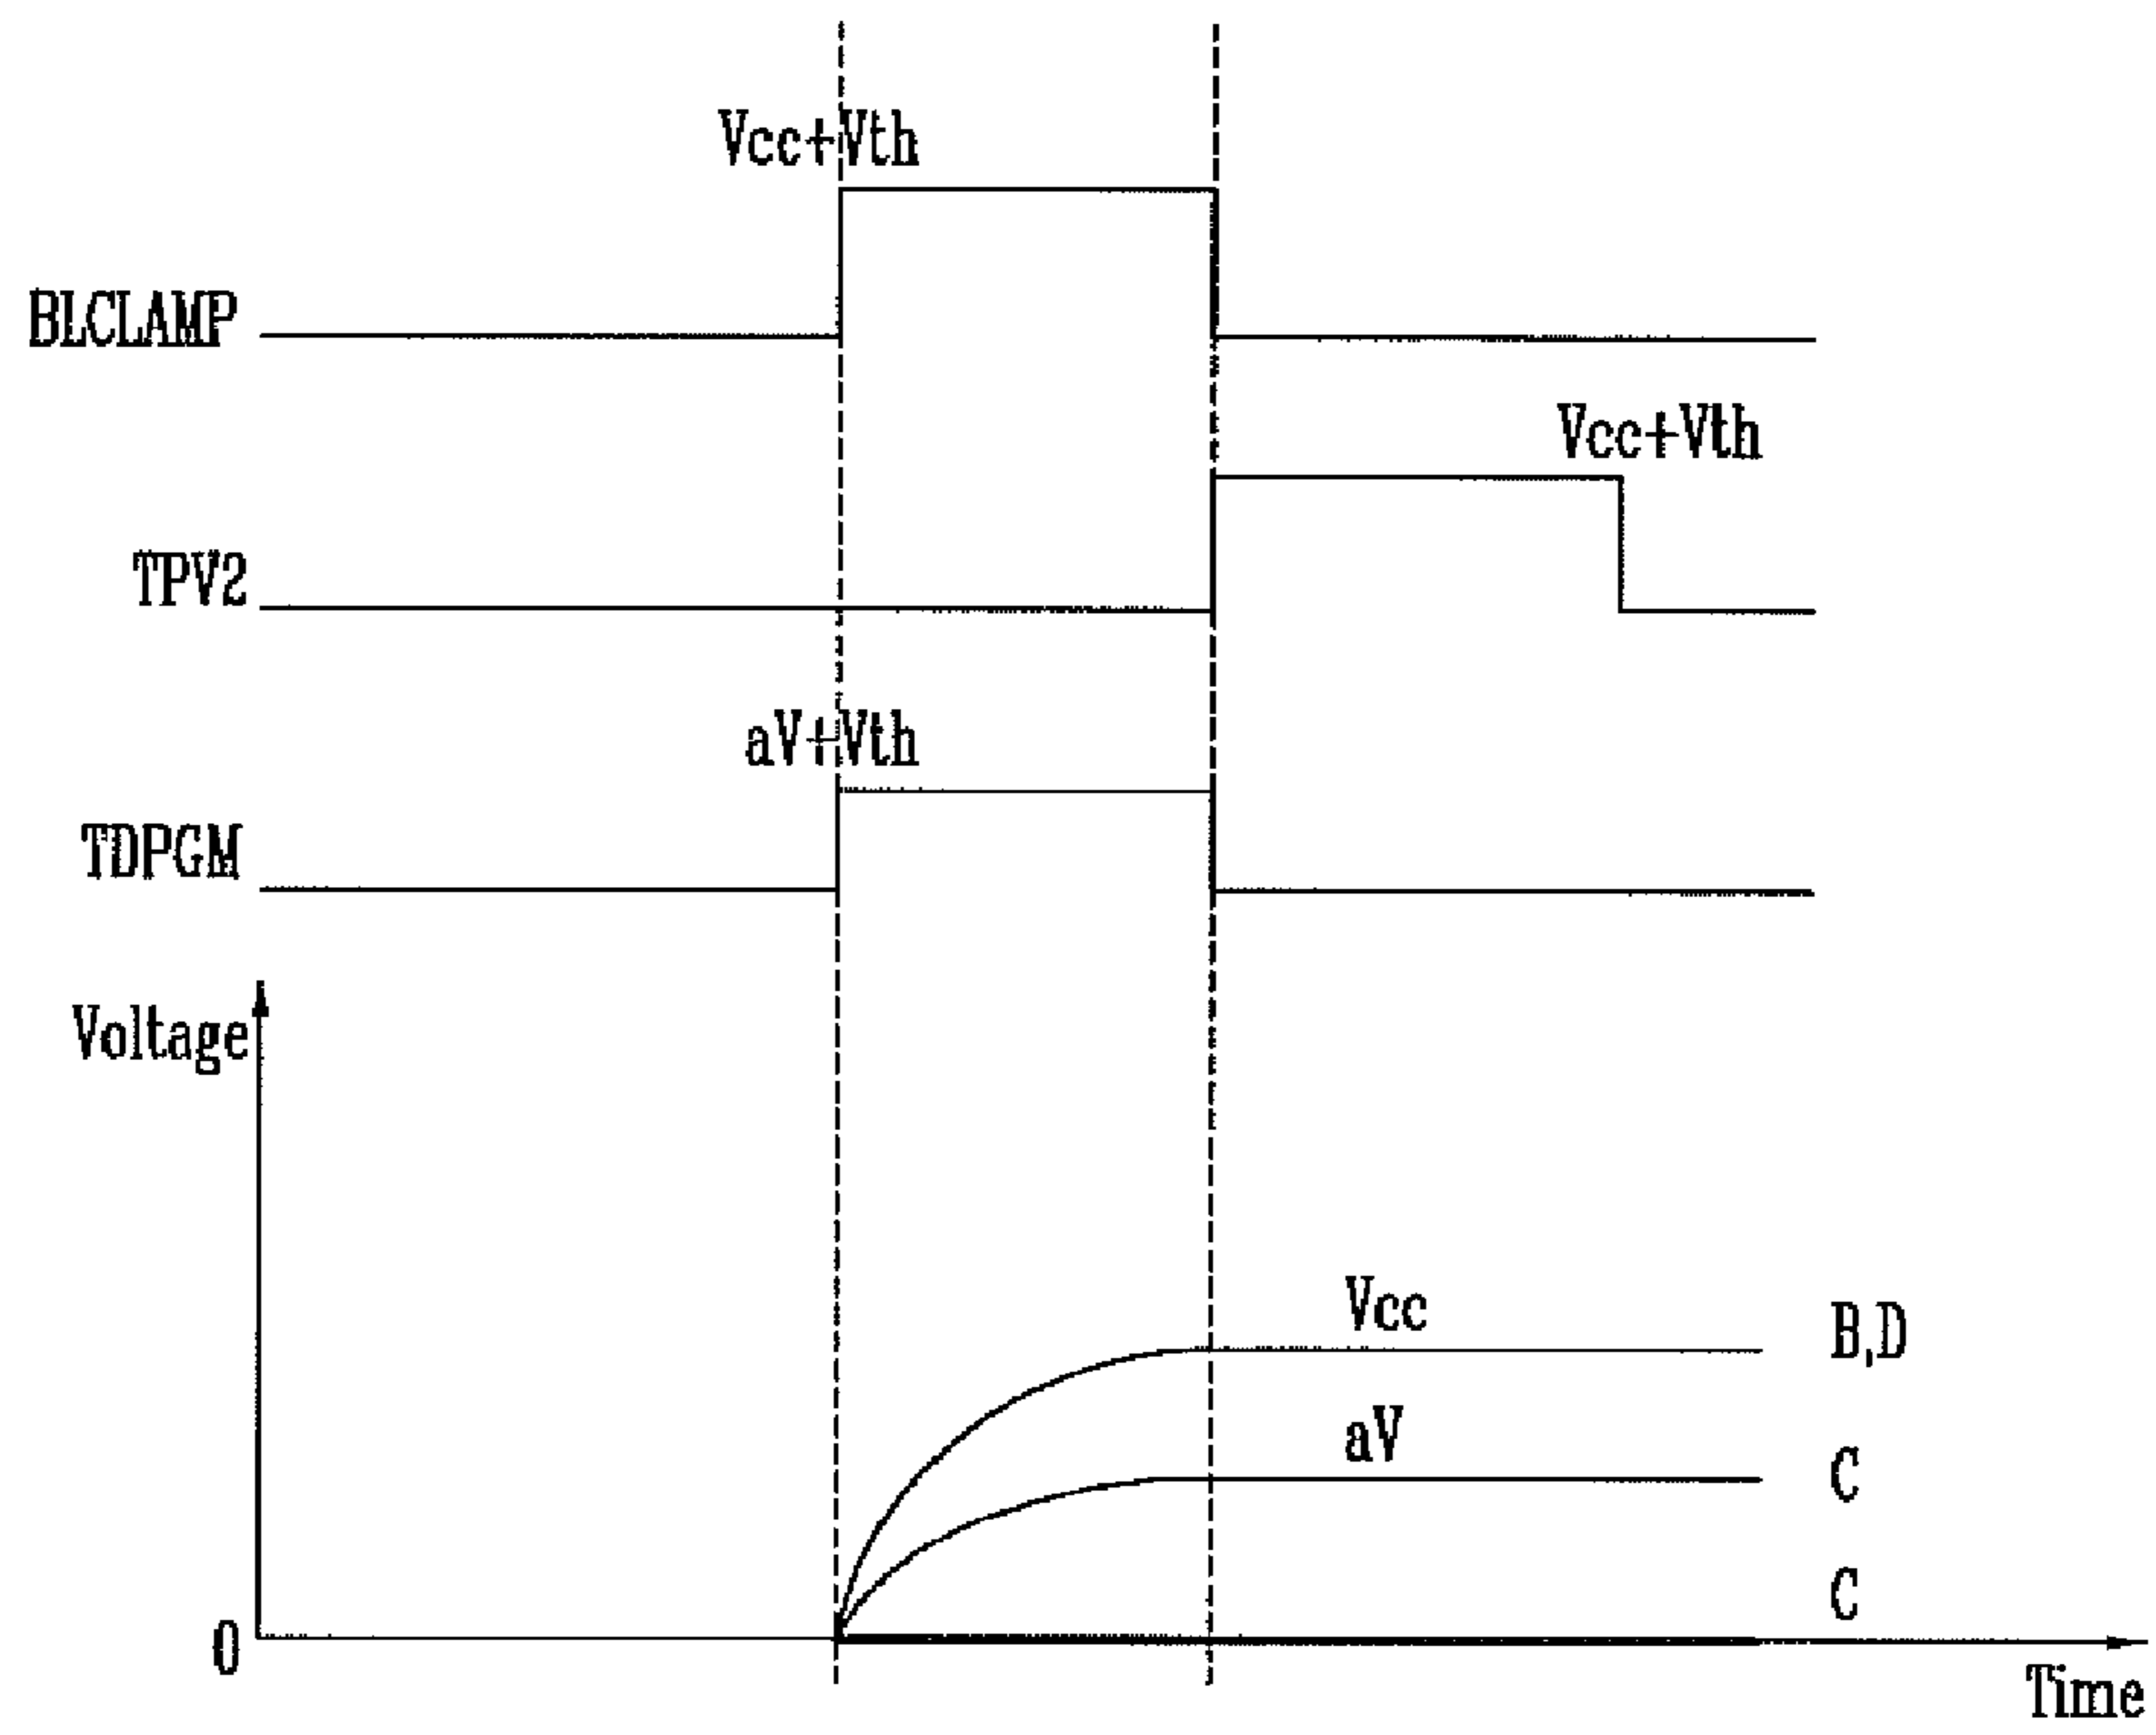 Vcc+Vth
BLCLAMP
Vcc+Vth
TPV2
aV+Vth
TDPGM
Voltage
Vcc
B,D
aV
C
C
0
Time